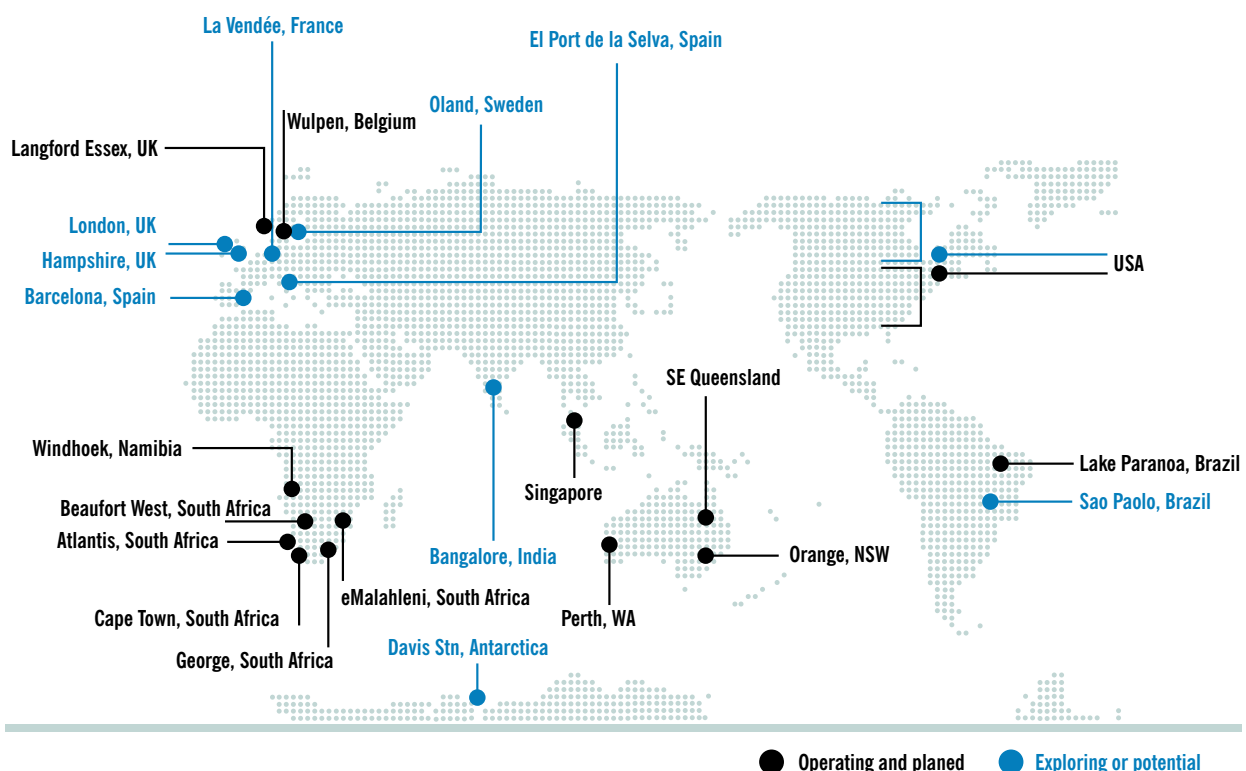 La Vendée, France
El Port de la Selva, Spain
Oland, Sweden
Wulpen, Belgium
Langford Essex, UK
London, UK
Hampshire, UK
USA
Barcelona, Spain
SE Queensland
Windhoek, Namibia
Lake Paranoa, Brazil
Singapore
Beaufort West, South Africa
Sao Paolo, Brazil
Atlantis, South Africa
Bangalore, India
Orange, NSW
eMalahleni, South Africa
Cape Town, South Africa
Perth, WA
Davis Stn, Antarctica
George, South Africa
Operating and planed
Exploring or potential